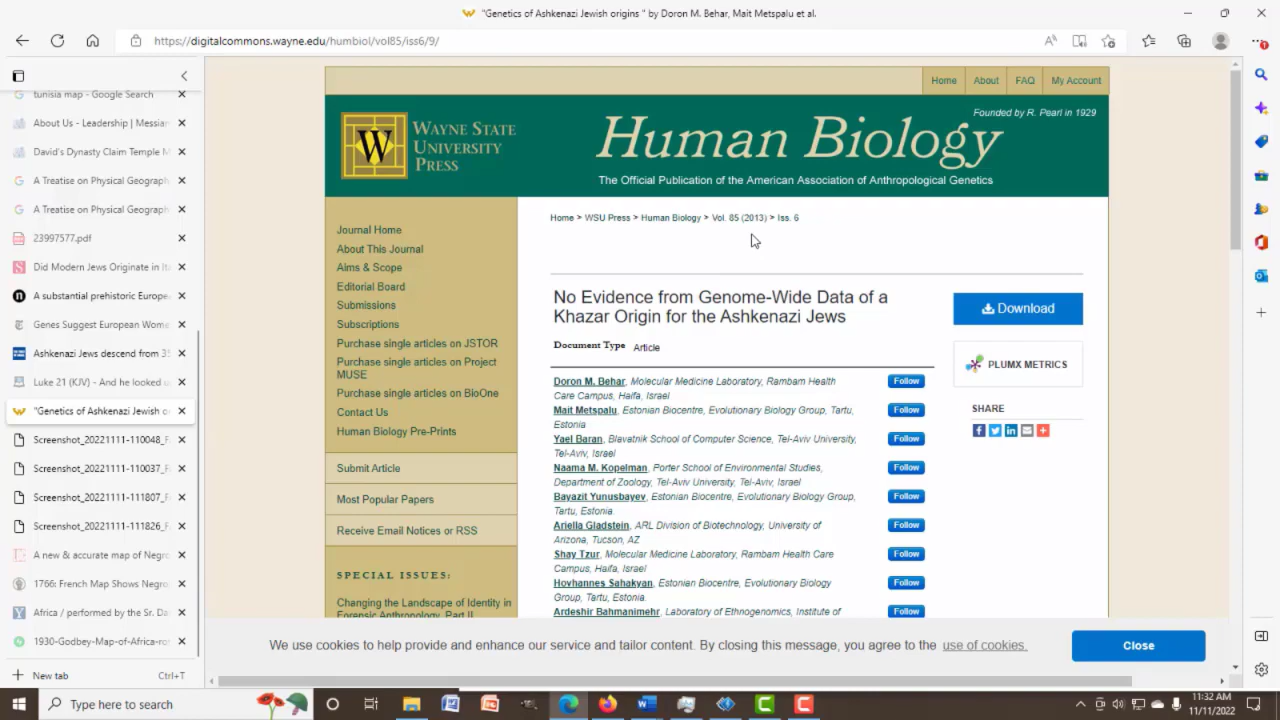 "Genetics of Ashkenazi Jewish origins " by Doron M. Behar, Mait Metspalu et al.
https://digitalcommons.wayne.edu/humbiol/vol85/iss6/9/
tunisia map - Google Search
About Us - Leadership | Messian
David's Dynasty Claim Temple M
A Treatise on Physical Geograph
A Treatise on Physical Geograph
23997577.pdf
Did Modern Jews Originate in Ita
A substantial prehistoric Europea
Genes Suggest European Wome
Ashkenazi Jews descend from 35
Luke 21 (KJV) - And he looked u
"Genetics of Ashkenazi Jewish o
Screenshot_20221111-110048_F
Screenshot_20221111-110037_F
Screenshot_20221111-111807_F
Screenshot_20221111-111826_F
A new & accurate map of Negro
1766: French Map Shows Negro
Africa / performed by the Sr. Da
1930-Godbey-Map-of-Africa-ro
New tab Ctrl+T
Home About FAQ My Account
Founded by R. Pearl in 1929
W
WAYNE STATE
UNIVERSITY
PRESS
Human Biology
The Official Publication of the American Association of Anthropological Genetics
Journal Home
About This Journal
Aims & Scope
Editorial Board
Submissions
Subscriptions
Purchase single articles on JSTOR
Purchase single articles on Project
MUSE
Purchase single articles on BioOne
Contact Us
Human Biology Pre-Prints
Submit Article
Most Popular Papers
Receive Email Notices or RSS
SPECIAL ISSUES:
Changing the Landscape of Identity in
Forensic Anthropology, Part II
Home > WSU Press > Human Biology > Vol. 85 (2013) > Iss. 6
No Evidence from Genome-Wide Data of a
Khazar Origin for the Ashkenazi Jews
Document Type Article
Doron M. Behar, Molecular Medicine Laboratory, Rambam Health Follow
Care Campus, Haifa, Israel
Mait Metspalu, Estonian Biocentre, Evolutionary Biology Group, Tartu, Follow
Estonia
Yael Baran, Blavatnik School of Computer Science, Tel-Aviv University, Follow
Tel-Aviv, Israel
Naama M. Kopelman, Porter School of Environmental Studies, Follow
Department of Zoology, Tel-Aviv University, Tel-Aviv, Israel
Bayazit Yunusbayev, Estonian Biocentre, Evolutionary Biology Group, Follow
Tartu, Estonia
Ariella Gladstein, ARL Division of Biotechnology, University of Follow
Arizona, Tucson, AZ
Shay Tzur, Molecular Medicine Laboratory, Rambam Health Care Follow
Campus, Haifa, Israel
Hovhannes Sahakyan, Estonian Biocentre, Evolutionary Biology Follow
Group, Tartu, Estonia.
Ardeshir Bahmanimehr, Laboratory of Ethnogenomics, Institute of Follow
Download
PLUMX METRICS
SHARE
We use cookies to help provide and enhance our service and tailor content. By closing this message, you agree to the use of cookies. Close
Type here to search
11:32 AM
11/11/2022